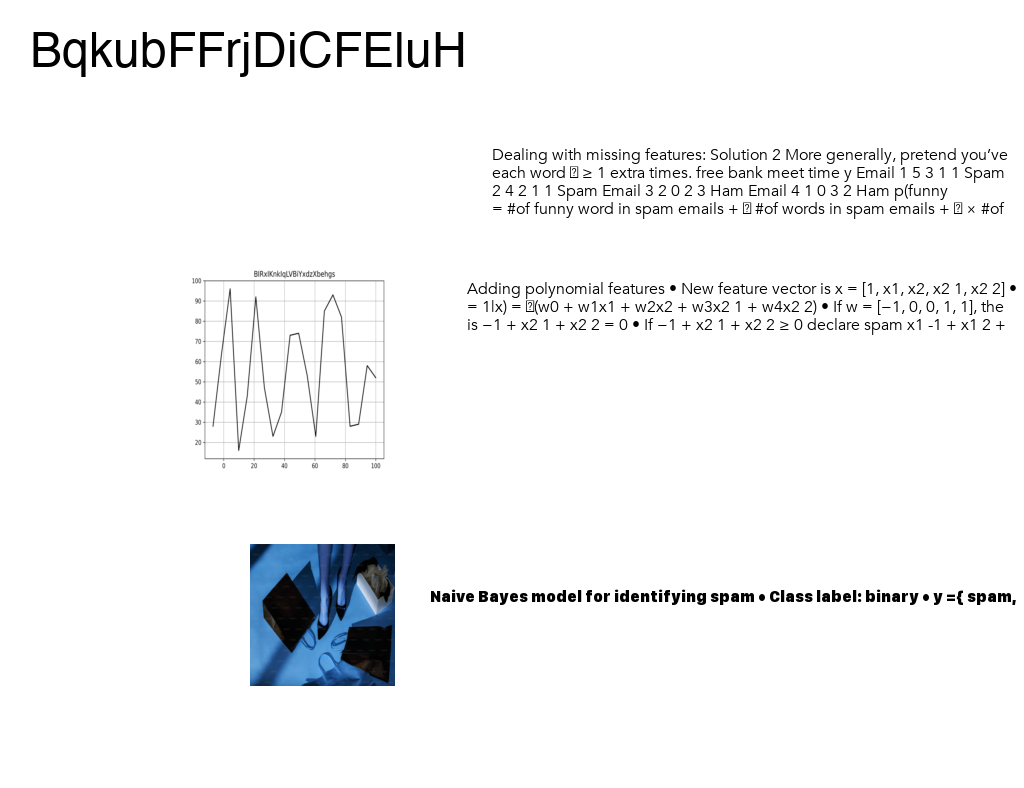 BqkubFFrjDiCFEluH
Dealing with missing features: Solution 2 More generally, pretend you’ve
each word ≥ 1 extra times. free bank meet time y Email 1 5 3 1 1 Spam
2 4 2 1 1 Spam Email 3 2 0 2 3 Ham Email 4 1 0 3 2 Ham p(funny
= #of funny word in spam emails + #of words in spam emails + × #of
100
90
80
70
60
50
40
30
20
0 20 40 60 80 100
Adding polynomial features • New feature vector is x = [1, x1, x2, x2 1, x2 2] •
= 1|x) = (w0 + w1x1 + w2x2 + w3x2 1 + w4x2 2) • If w = [−1, 0, 0, 1, 1], the
is −1 + x2 1 + x2 2 = 0 • If −1 + x2 1 + x2 2 ≥ 0 declare spam x1 -1 + x1 2 +
Naive Bayes model for identifying spam • Class label: binary • y ={ spam,